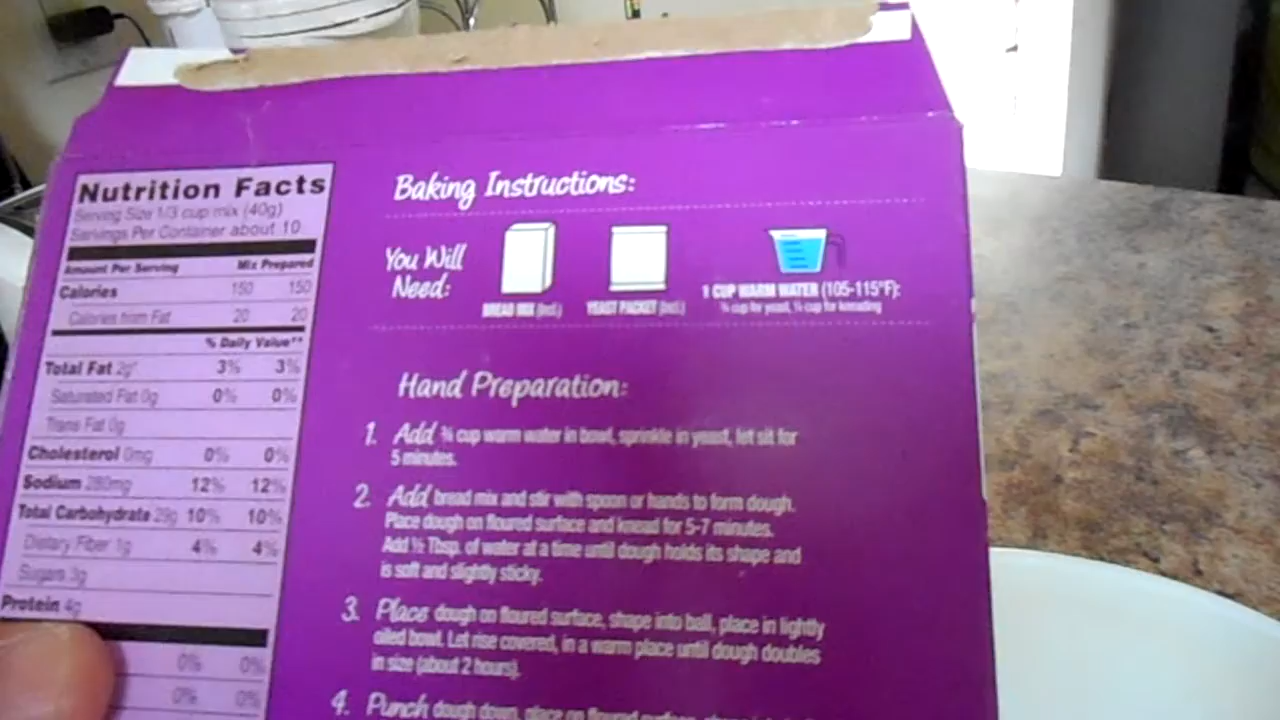 Nutrition Facts
Serving Size 1/3 cup mix (40g)
Servings Per Container about 10
Amount Per Serving Mix Prepared
Calories 150 150
Calories from Fat 20 20
% Daily Value**
Total Fat 2g* 3% 3%
Saturated Fat 0g 0% 0%
Trans Fat 0g
Cholesterol 0mg 0% 0%
Sodium 280mg 12% 12%
Total Carbohydrate 29g 10% 10%
Dietary Fiber 1g 4% 4%
Sugars 3g
Protein 4g
0% 0%
0% 0%
Baking Instructions:
You Will
Need:
BREAD MIX (incl.)
YEAST PACKET (incl.)
1 CUP WARM WATER (105-115°F):
¾ cup for yeast, ¼ cup for kneading
Hand Preparation:
1. Add ¾ cup warm water in bowl, sprinkle in yeast, let sit for
5 minutes.
2. Add bread mix and stir with spoon or hands to form dough.
Place dough on floured surface and knead for 5-7 minutes.
Add ½ Tbsp. of water at a time until dough holds its shape and
is soft and slightly sticky.
3. Place dough on floured surface, shape into ball, place in lightly
oiled bowl. Let rise covered, in a warm place until dough doubles
in size (about 2 hours).
4. Punch dough down, place on floured surface,